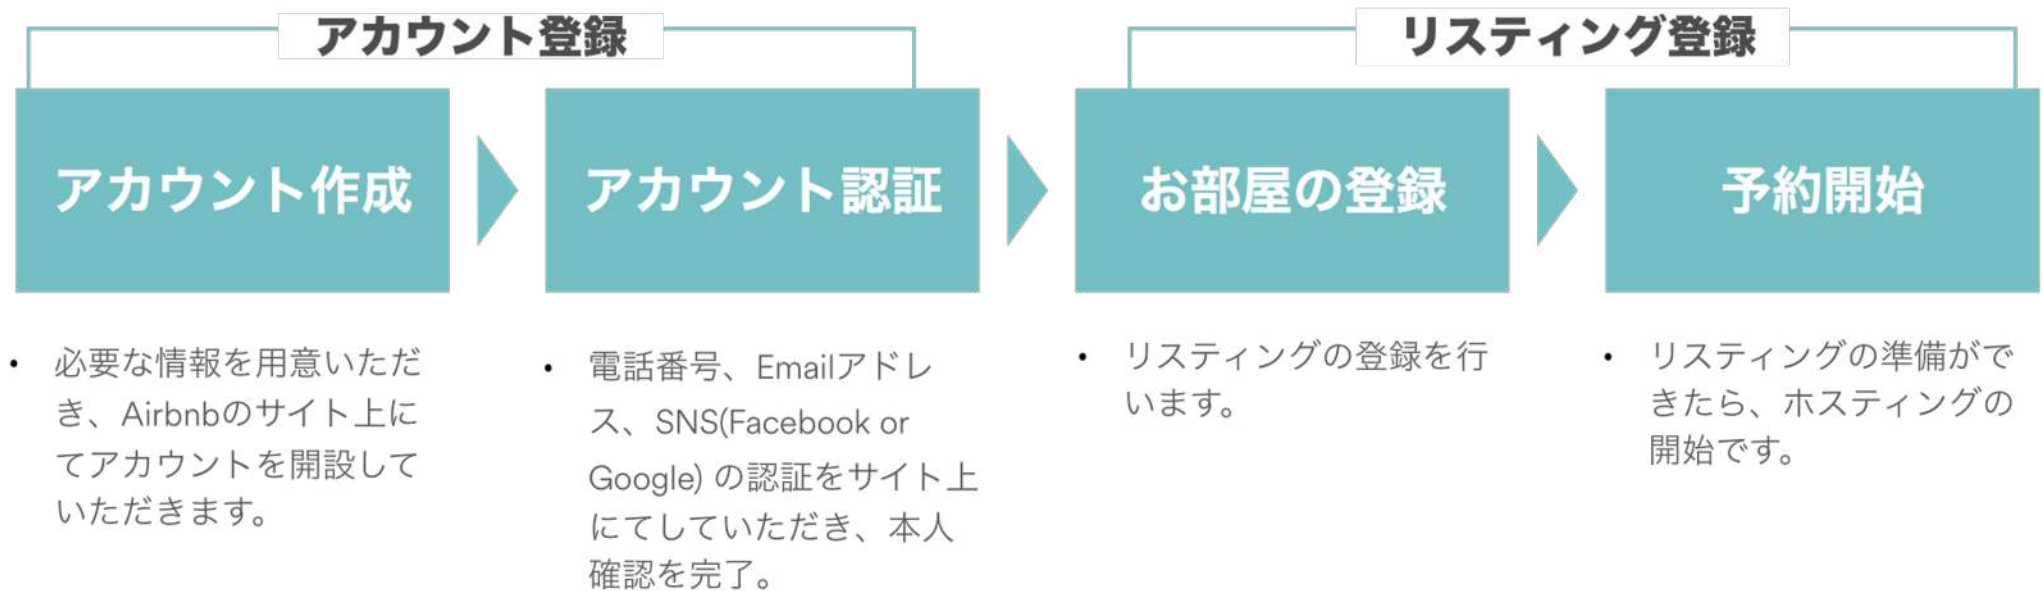 アカウント登録
リスティング登録
アカウント作成
アカウント認証
お部屋の登録
予約開始
• 必要な情報を用意いただ
き、Airbnbのサイト上に
てアカウントを開設して
いただきます。
• 電話番号、Emailアドレ
ス、SNS(Facebook or
Google) の認証をサイト上
にてしていただき、本人
確認を完了。
• リスティングの登録を行
います。
• リスティングの準備がで
きたら、ホスティングの
開始です。